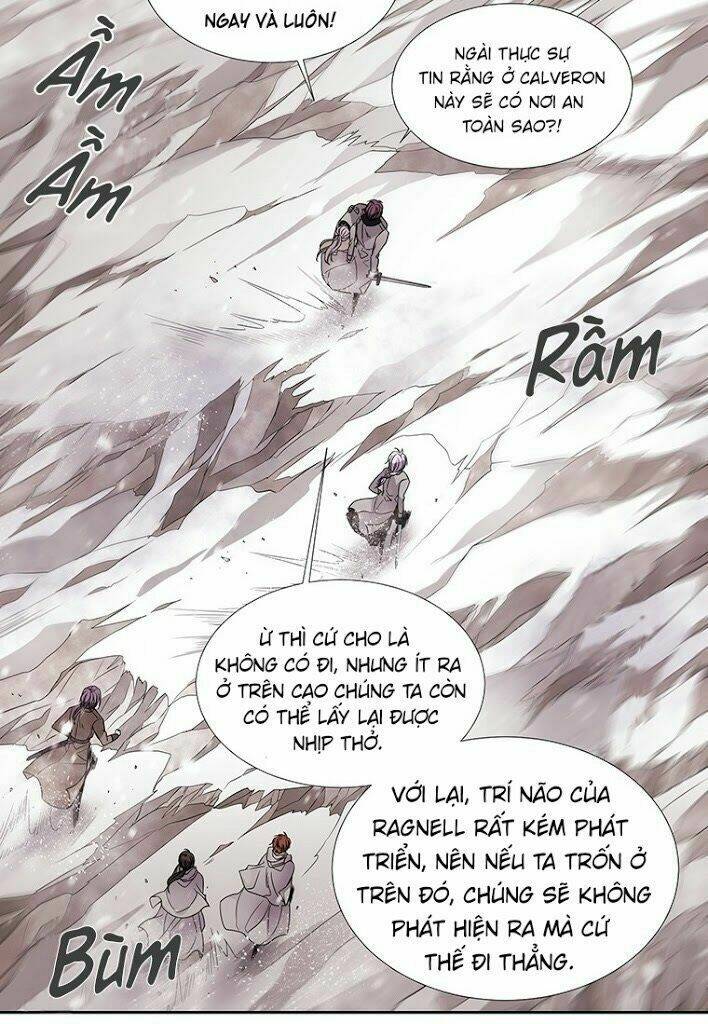 NGAY VÀ LUÔN!
NGÀI THỰC SỰ
TIN RẰNG Ở CALVERON
NÀY SẼ CÓ NƠI AN
TOÀN SAO?!
ẦM
ẦM
RẦM
Ừ THÌ CỨ CHO LÀ
KHÔNG CÓ ĐI, NHƯNG ÍT RA
Ở TRÊN CAO CHÚNG TA CÒN
CÓ THỂ LẤY LẠI ĐƯỢC
NHỊP THỞ.
VỚI LẠI, TRÍ NÃO CỦA
RAGNELL RẤT KÉM PHÁT
TRIỂN, NÊN NẾU TA TRỐN Ở
TRÊN ĐÓ, CHÚNG SẼ KHÔNG
PHÁT HIỆN RA MÀ CỨ
THẾ ĐI THẲNG.
BÙM